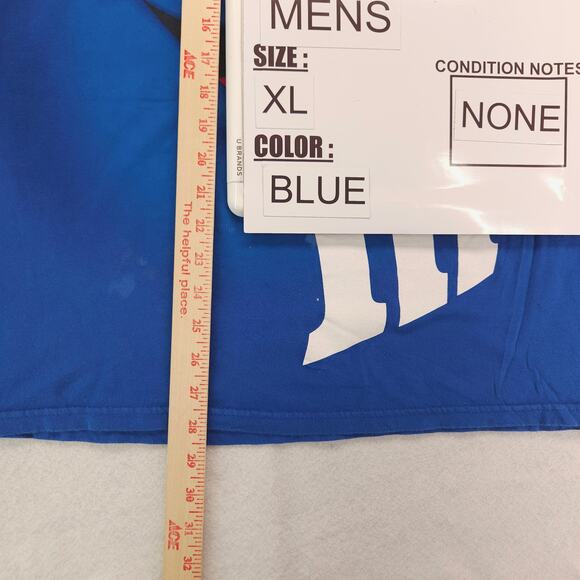 MENS
SIZE :
XL
COLOR :
BLUE
CONDITION NOTES
NONE
U BRANDS
ACE
16
17
18
19
20
21
22
23
24
25
26
27
28
29
30
31
32
The helpful place.
ACE